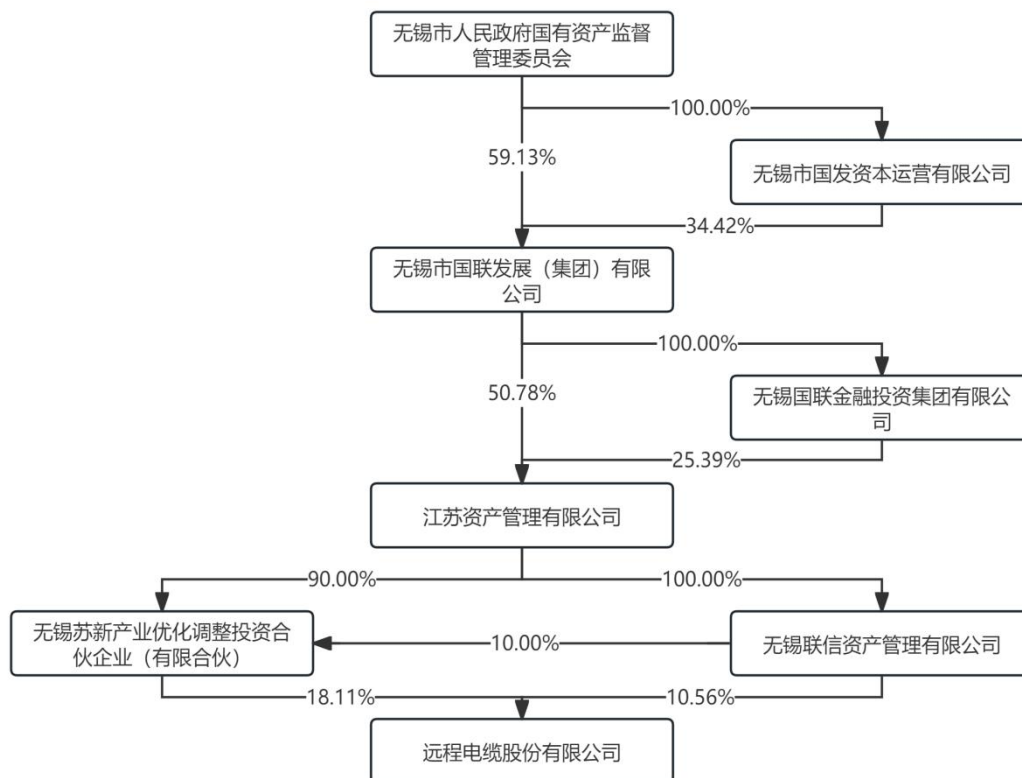 无锡市人民政府国有资产监督
管理委员会
100.00%
59.13%
无锡市国发资本运营有限公司
34.42%
无锡市国联发展（集团）有限
公司
100.00%
50.78%
无锡国联金融投资集团有限公
司
25.39%
江苏资产管理有限公司
90.00%
100.00%
无锡苏新产业优化调整投资合
伙企业（有限合伙）
10.00%
无锡联信资产管理有限公司
18.11%
10.56%
远程电缆股份有限公司